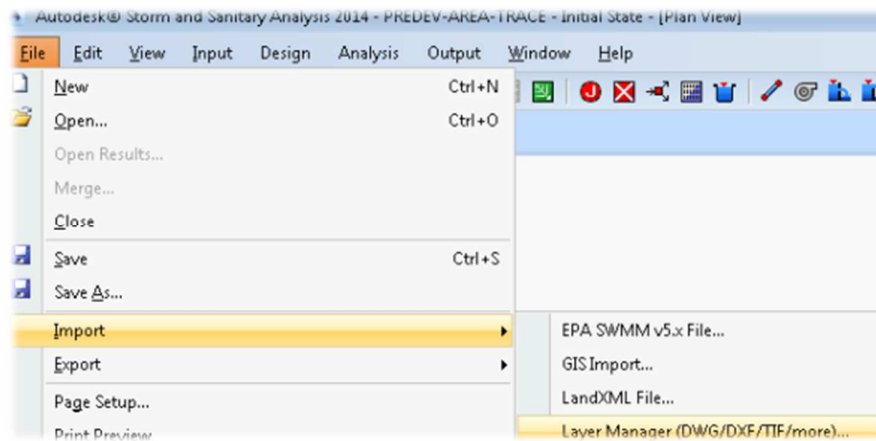 Autodesk® Storm and Sanitary Analysis 2014 - PREDEV-AREA-TRACE - Initial State - [Plan View]
File Edit View Input Design Analysis Output Window Help
New Ctrl+N
Open... Ctrl+O
Open Results...
Merge...
Close
Save Ctrl+S
Save As...
Import
EPA SWMM v5.x File...
Export
GIS Import...
Page Setup...
LandXML File...
Print Preview
Layer Manager (DWG/DXF/TIF/more)...